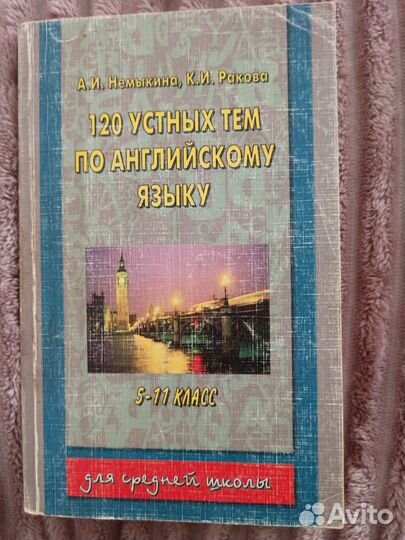 А.И. Немыкина, К.И. Ракова
120 УСТНЫХ ТЕМ
ПО АНГЛИЙСКОМУ
ЯЗЫКУ
5-11 КЛАСС
для средней школы
Avito